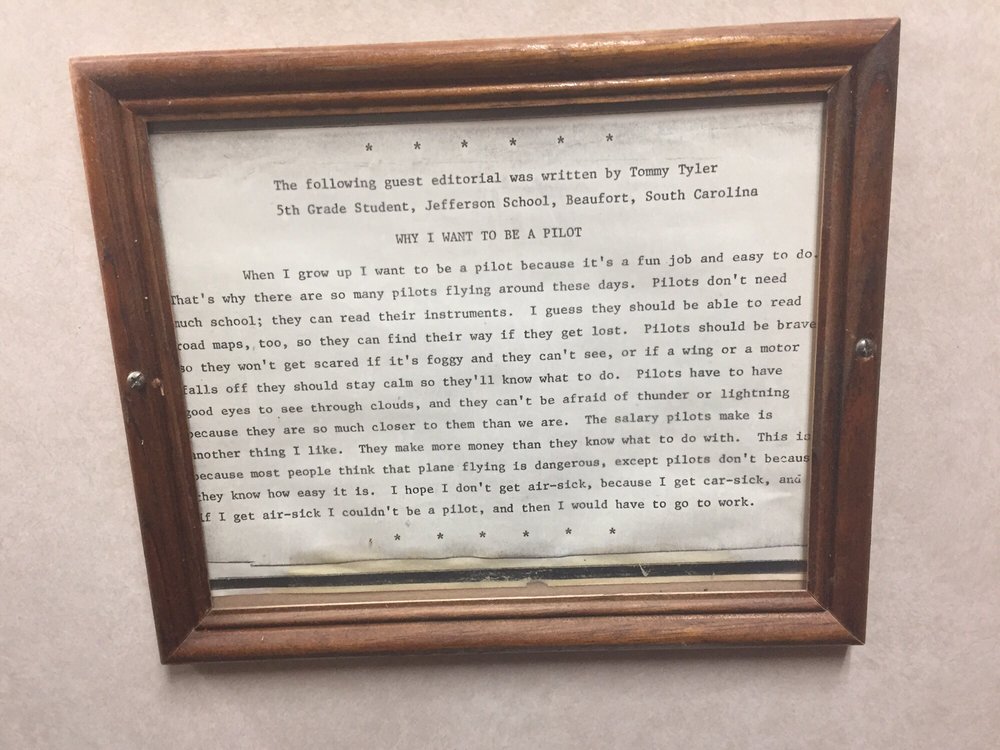 * * * * * *
The following guest editorial was written by Tommy Tyler
5th Grade Student, Jefferson School, Beaufort, South Carolina
WHY I WANT TO BE A PILOT
When I grow up I want to be a pilot because it's a fun job and easy to do.
That's why there are so many pilots flying around these days. Pilots don't need
much school; they can read their instruments. I guess they should be able to read
road maps, too, so they can find their way if they get lost. Pilots should be brave
so they won't get scared if it's foggy and they can't see, or if a wing or a motor
falls off they should stay calm so they'll know what to do. Pilots have to have
good eyes to see through clouds, and they can't be afraid of thunder or lightning
because they are so much closer to them than we are. The salary pilots make is
another thing I like. They make more money than they know what to do with. This is
because most people think that plane flying is dangerous, except pilots don't because
they know how easy it is. I hope I don't get air-sick, because I get car-sick, and
if I get air-sick I couldn't be a pilot, and then I would have to go to work.
* * * * * *